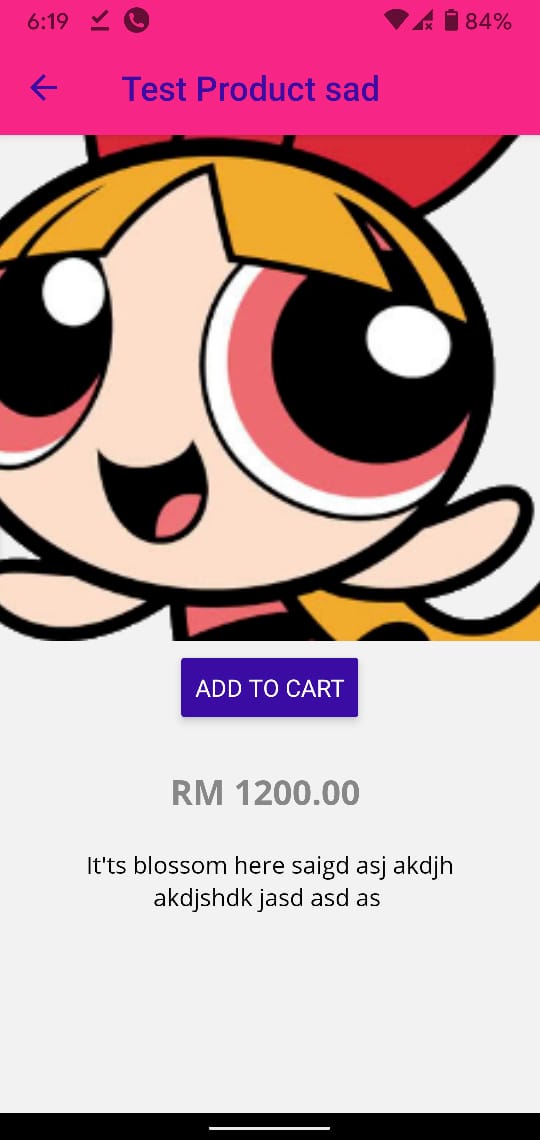 6:19 84%
Test Product sad
ADD TO CART
RM 1200.00
It'ts blossom here saigd asj akdjh
akdjshdk jasd asd as